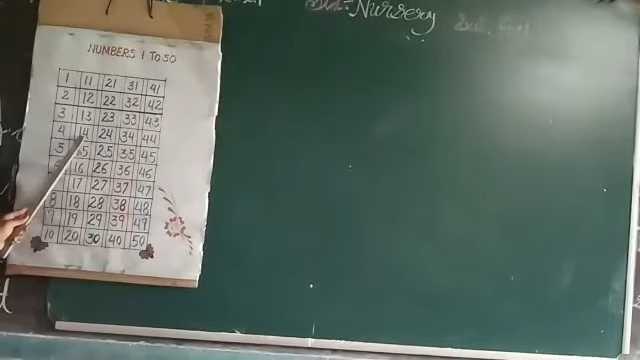 Nursery
NUMBERS 1 TO 50
1 11 21 31 41
2 12 22 32 42
3 13 23 33 43
4 14 24 34 44
5 25 35 45
16 26 36 46
17 27 37 47
8 18 28 38 48
19 29 39 49
10 20 30 40 50